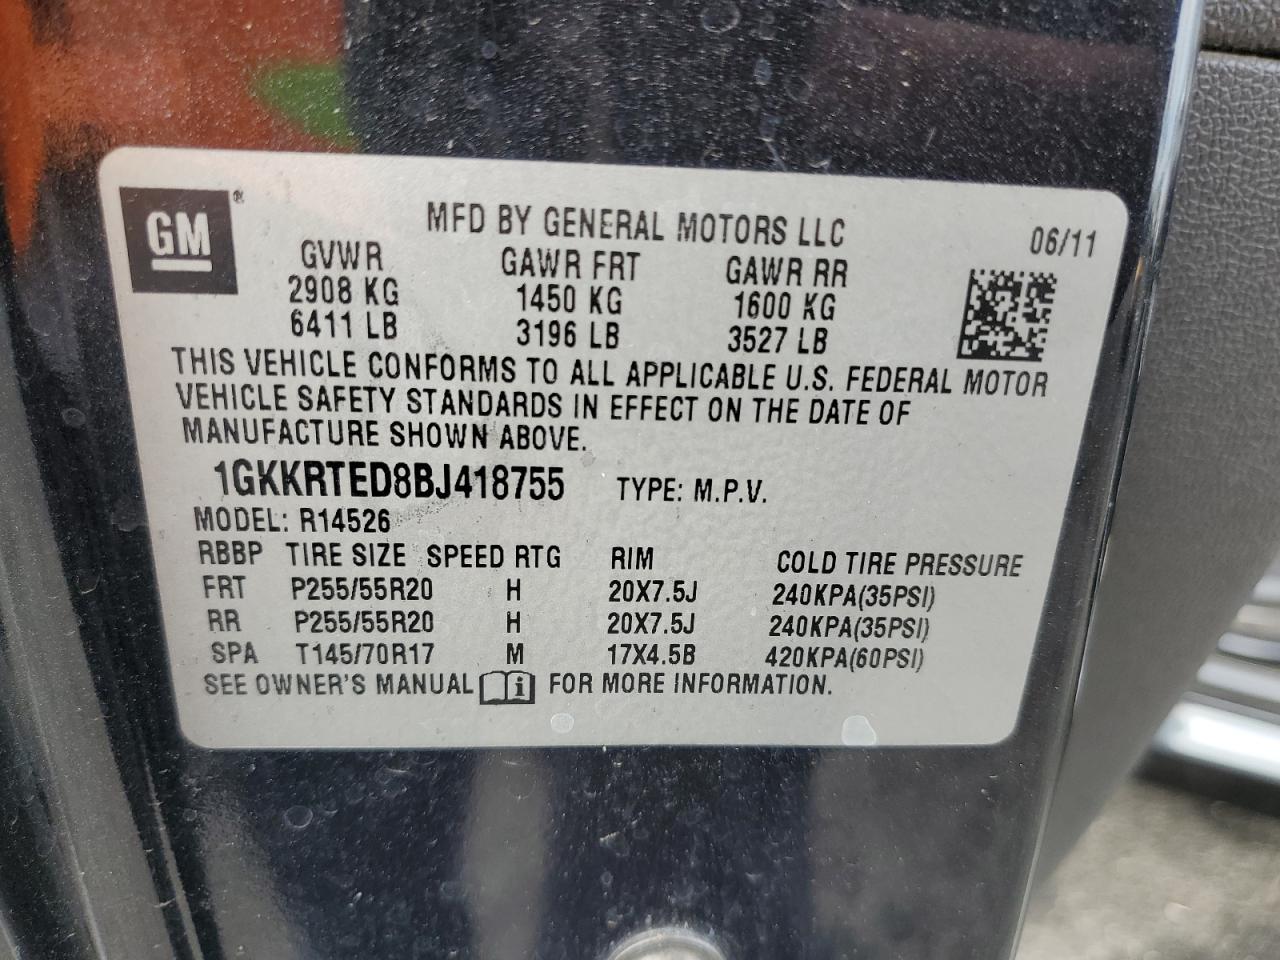 GM®
MFD BY GENERAL MOTORS LLC
06/11
GVWR GAWR FRT GAWR RR
2908 KG 1450 KG 1600 KG
6411 LB 3196 LB 3527 LB
THIS VEHICLE CONFORMS TO ALL APPLICABLE U.S. FEDERAL MOTOR
VEHICLE SAFETY STANDARDS IN EFFECT ON THE DATE OF
MANUFACTURE SHOWN ABOVE.
1GKKRTED8BJ418755 TYPE: M.P.V.
MODEL: R14526
RBBP TIRE SIZE SPEED RTG RIM COLD TIRE PRESSURE
FRT P255/55R20 H 20X7.5J 240KPA(35PSI)
RR P255/55R20 H 20X7.5J 240KPA(35PSI)
SPA T145/70R17 M 17X4.5B 420KPA(60PSI)
SEE OWNER'S MANUAL i FOR MORE INFORMATION.